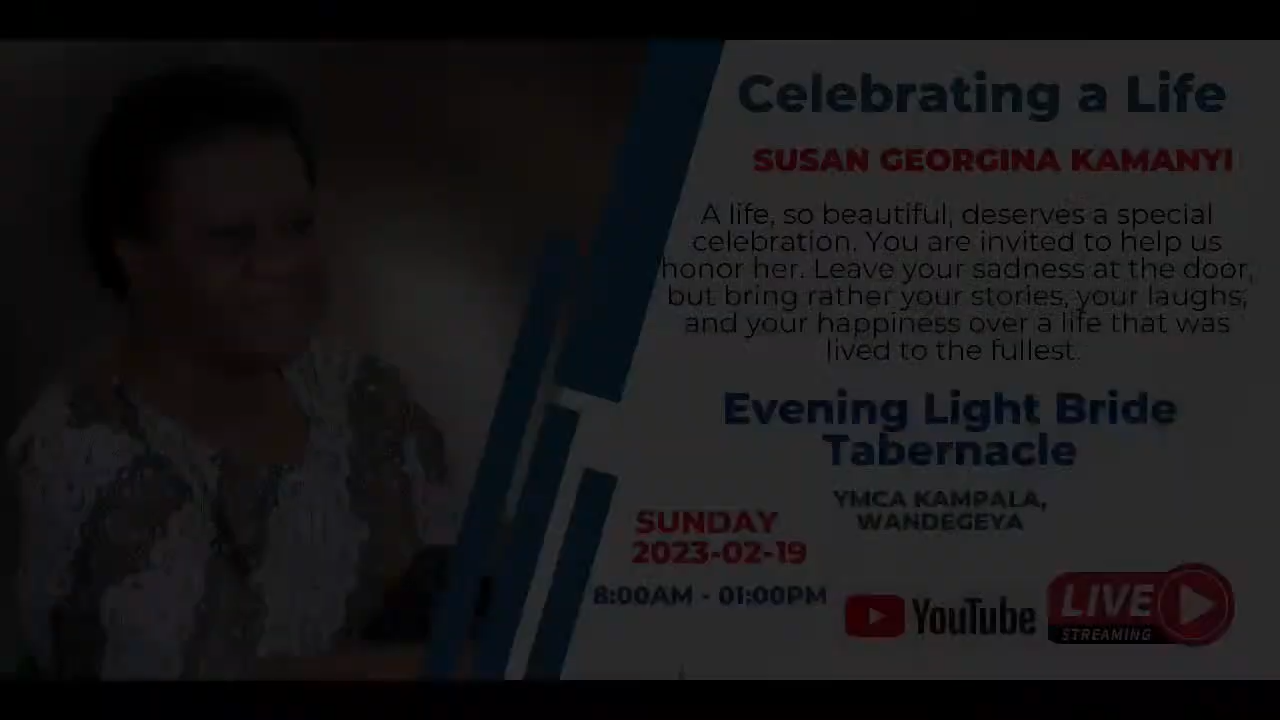 Celebrating a Life
SUSAN GEORGINA KAMANYI
A life, so beautiful, deserves a special
celebration. You are invited to help us
honor her. Leave your sadness at the door,
but bring rather your stories, your laughs,
and your happiness over a life that was
lived to the fullest.
Evening Light Bride
Tabernacle
YMCA KAMPALA,
WANDEGEYA
SUNDAY
2023-02-19
8:00AM - 01:00PM
YouTube
LIVE
STREAMING